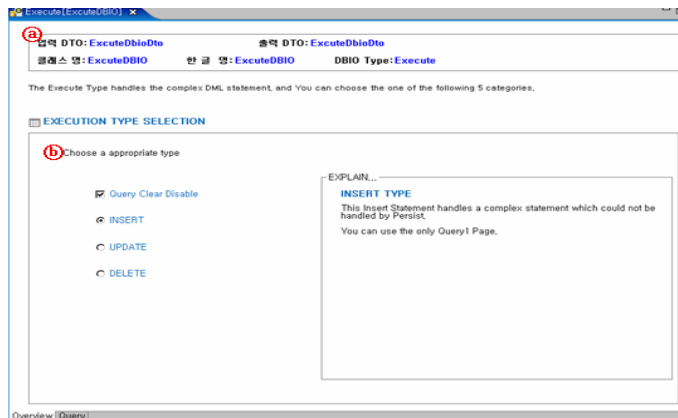 Execute[ExcuteDBIO]
ⓐ
입력 DTO: ExcuteDbioDto 출력 DTO: ExcuteDbioDto
클래스 명: ExcuteDBIO 한 글 명: ExcuteDBIO DBIO Type: Execute
The Execute Type handles the complex DML statement, and You can choose the one of the following 5 categories,
EXECUTION TYPE SELECTION
ⓑ Choose a appropriate type
EXPLAIN...
Query Clear Disable
INSERT TYPE
This Insert Statement handles a complex statement which could not be
handled by Persist,
INSERT
You can use the only Query1 Page,
UPDATE
DELETE
Overview Query